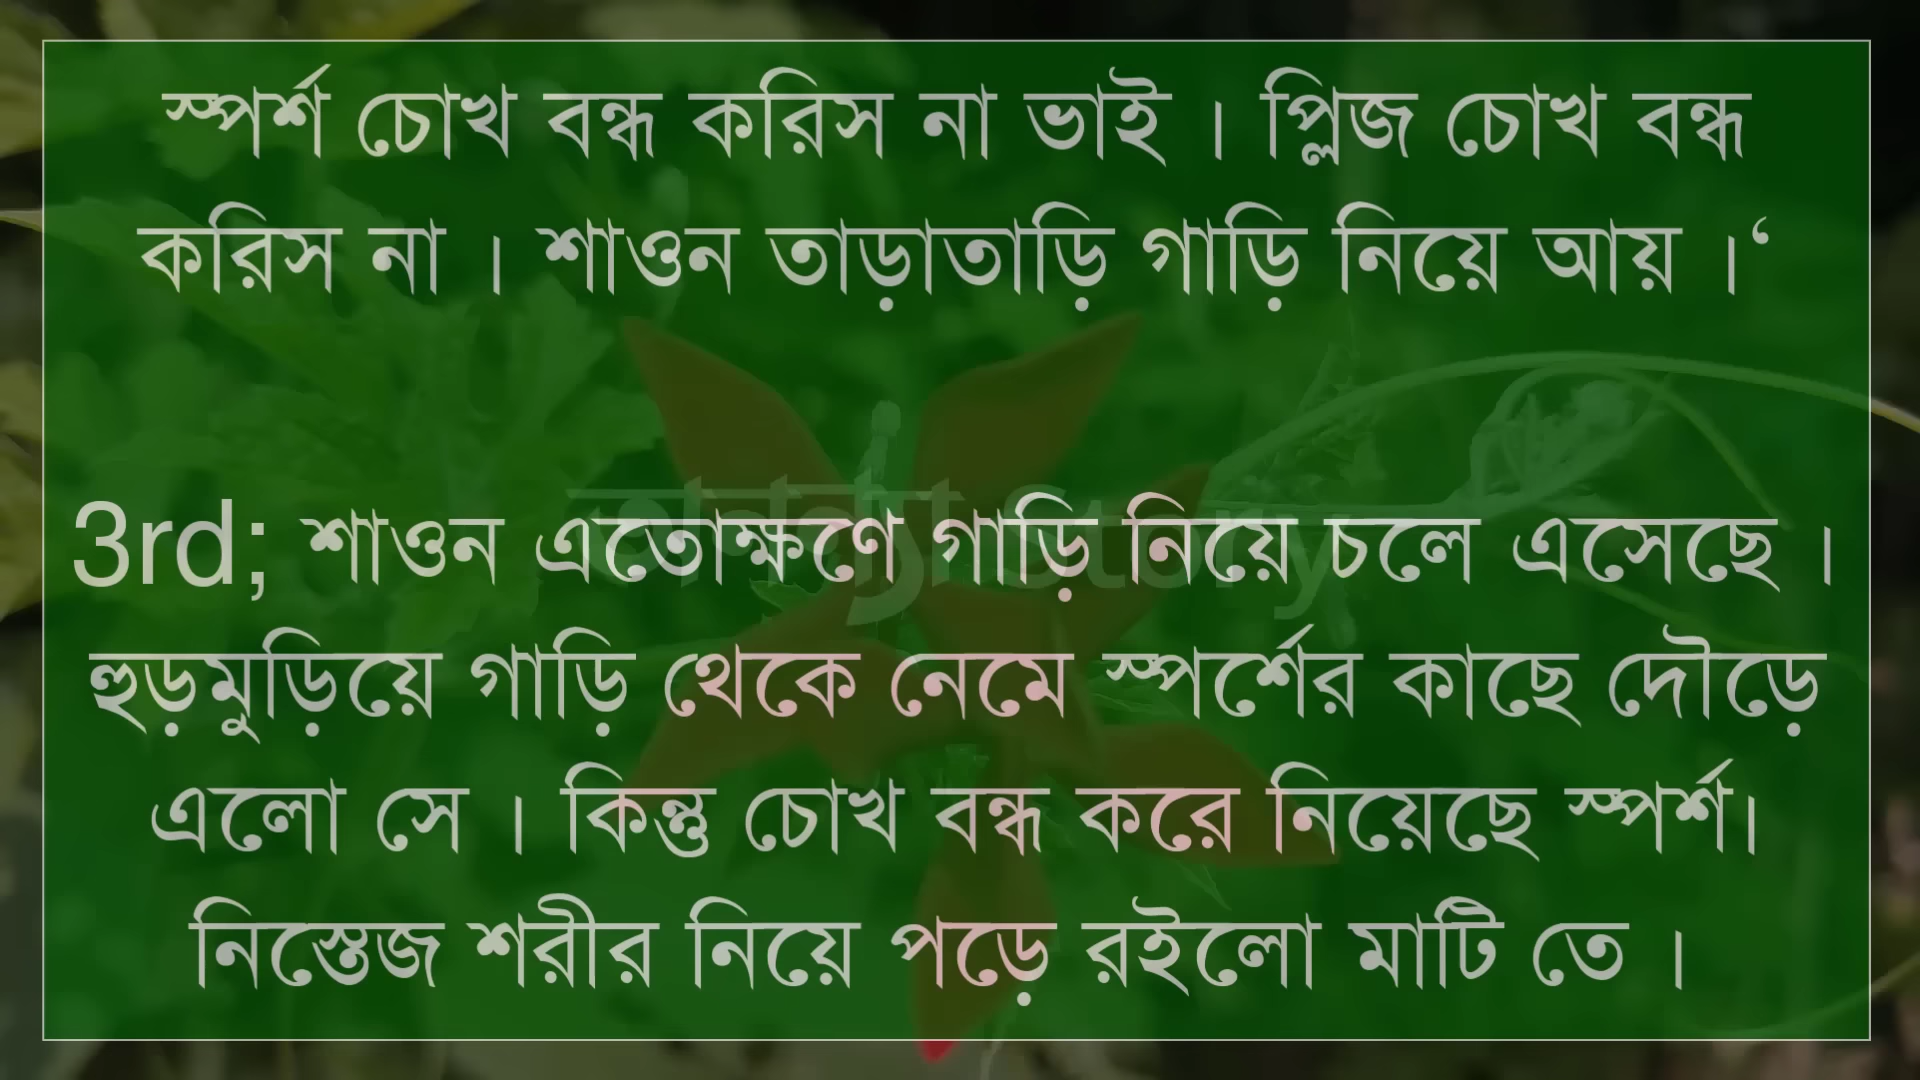 স্পর্শ চোখ বন্ধ করিস না ভাই । প্লিজ চোখ বন্ধ
করিস না । শাওন তাড়াতাড়ি গাড়ি নিয়ে আয় ।‘
3rd; শাওন এতোক্ষণে গাড়ি নিয়ে চলে এসেছে ।
হুড়মুড়িয়ে গাড়ি থেকে নেমে স্পর্শের কাছে দৌড়ে
এলো সে । কিন্তু চোখ বন্ধ করে নিয়েছে স্পর্শ।
নিস্তেজ শরীর নিয়ে পড়ে রইলো মাটি তে ।
Story